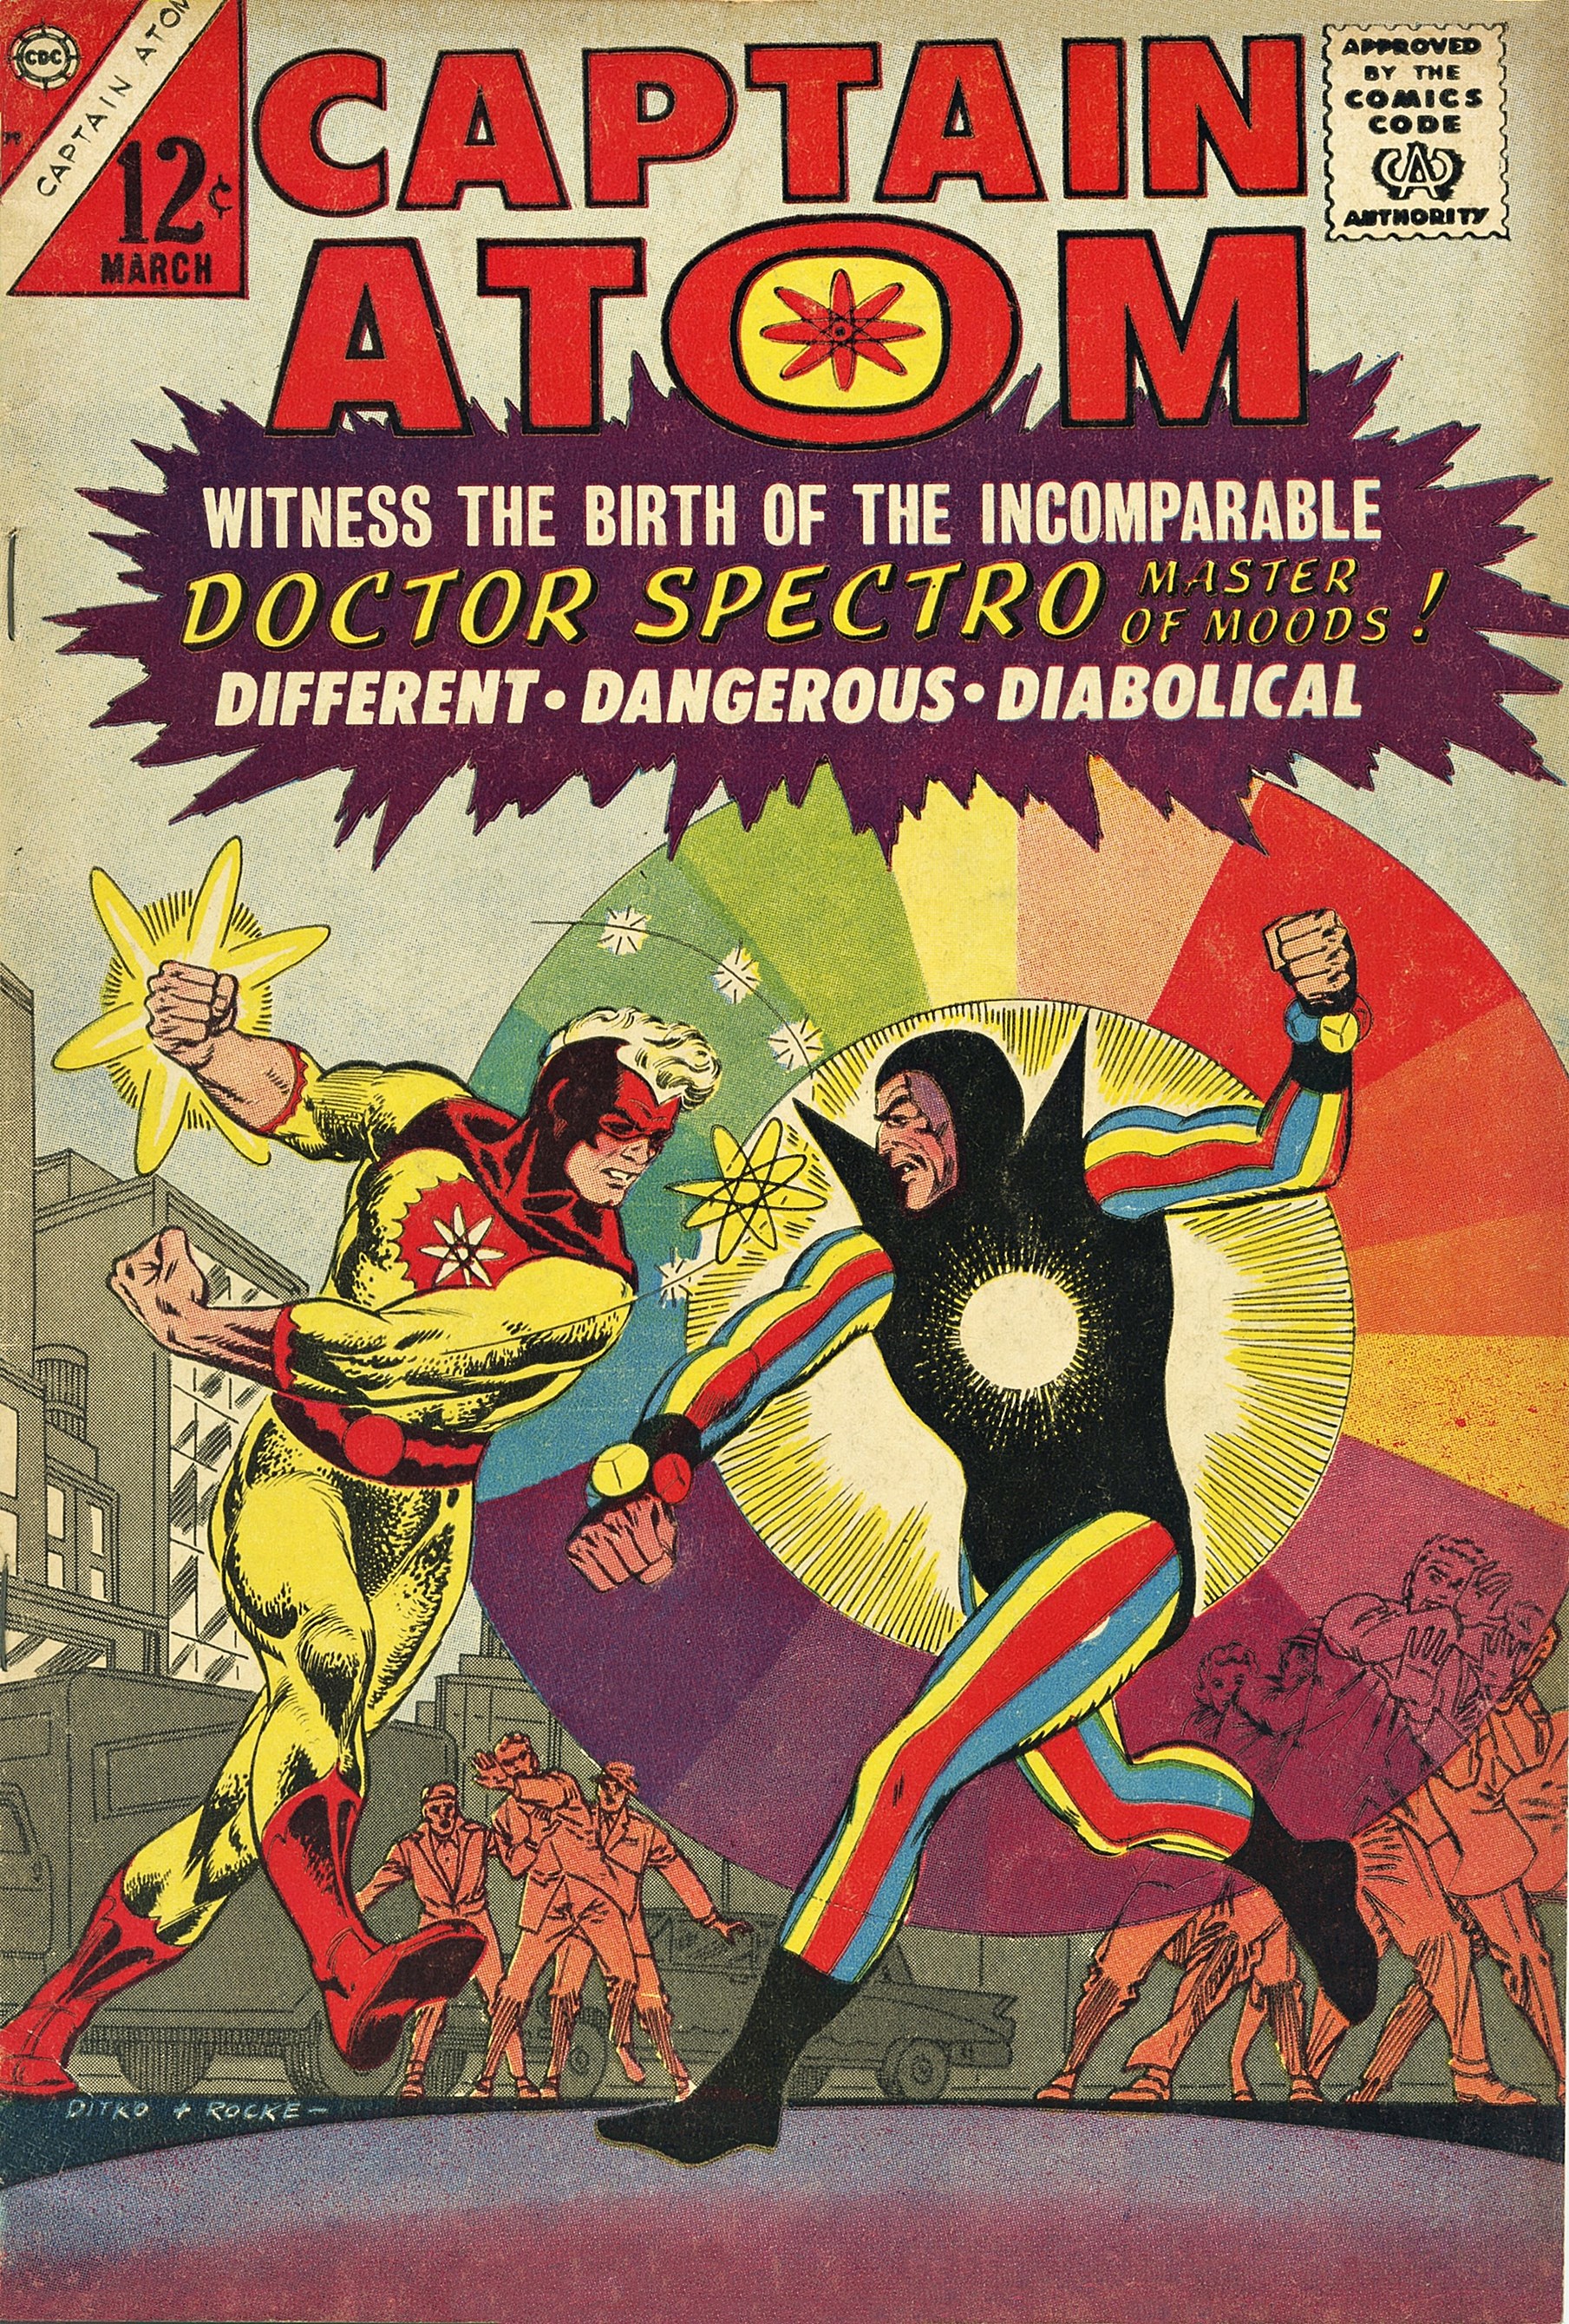 CDC
CAPTAIN ATOM
12¢
MARCH
CAPTAIN
ATOM
APPROVED
BY THE
COMICS
CODE
CA
AUTHORITY
WITNESS THE BIRTH OF THE INCOMPARABLE
DOCTOR SPECTRO MASTER OF MOODS!
DIFFERENT • DANGEROUS • DIABOLICAL
DITKO + ROCKE-